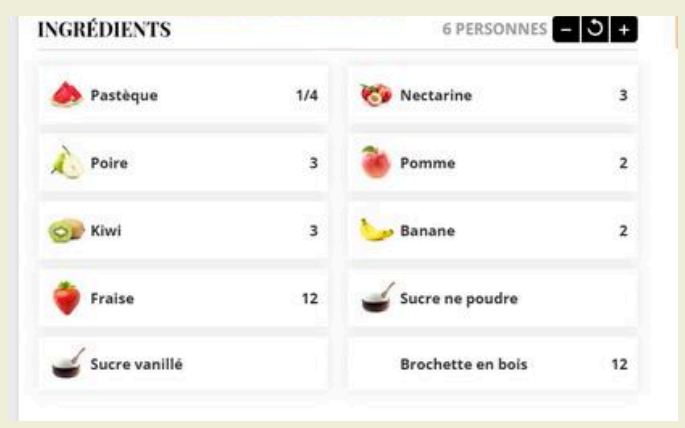 INGRÉDIENTS
6 PERSONNES - +
Pastèque 1/4
Nectarine 3
Poire 3
Pomme 2
Kiwi 3
Banane 2
Fraise 12
Sucre ne poudre
Sucre vanillé
Brochette en bois 12